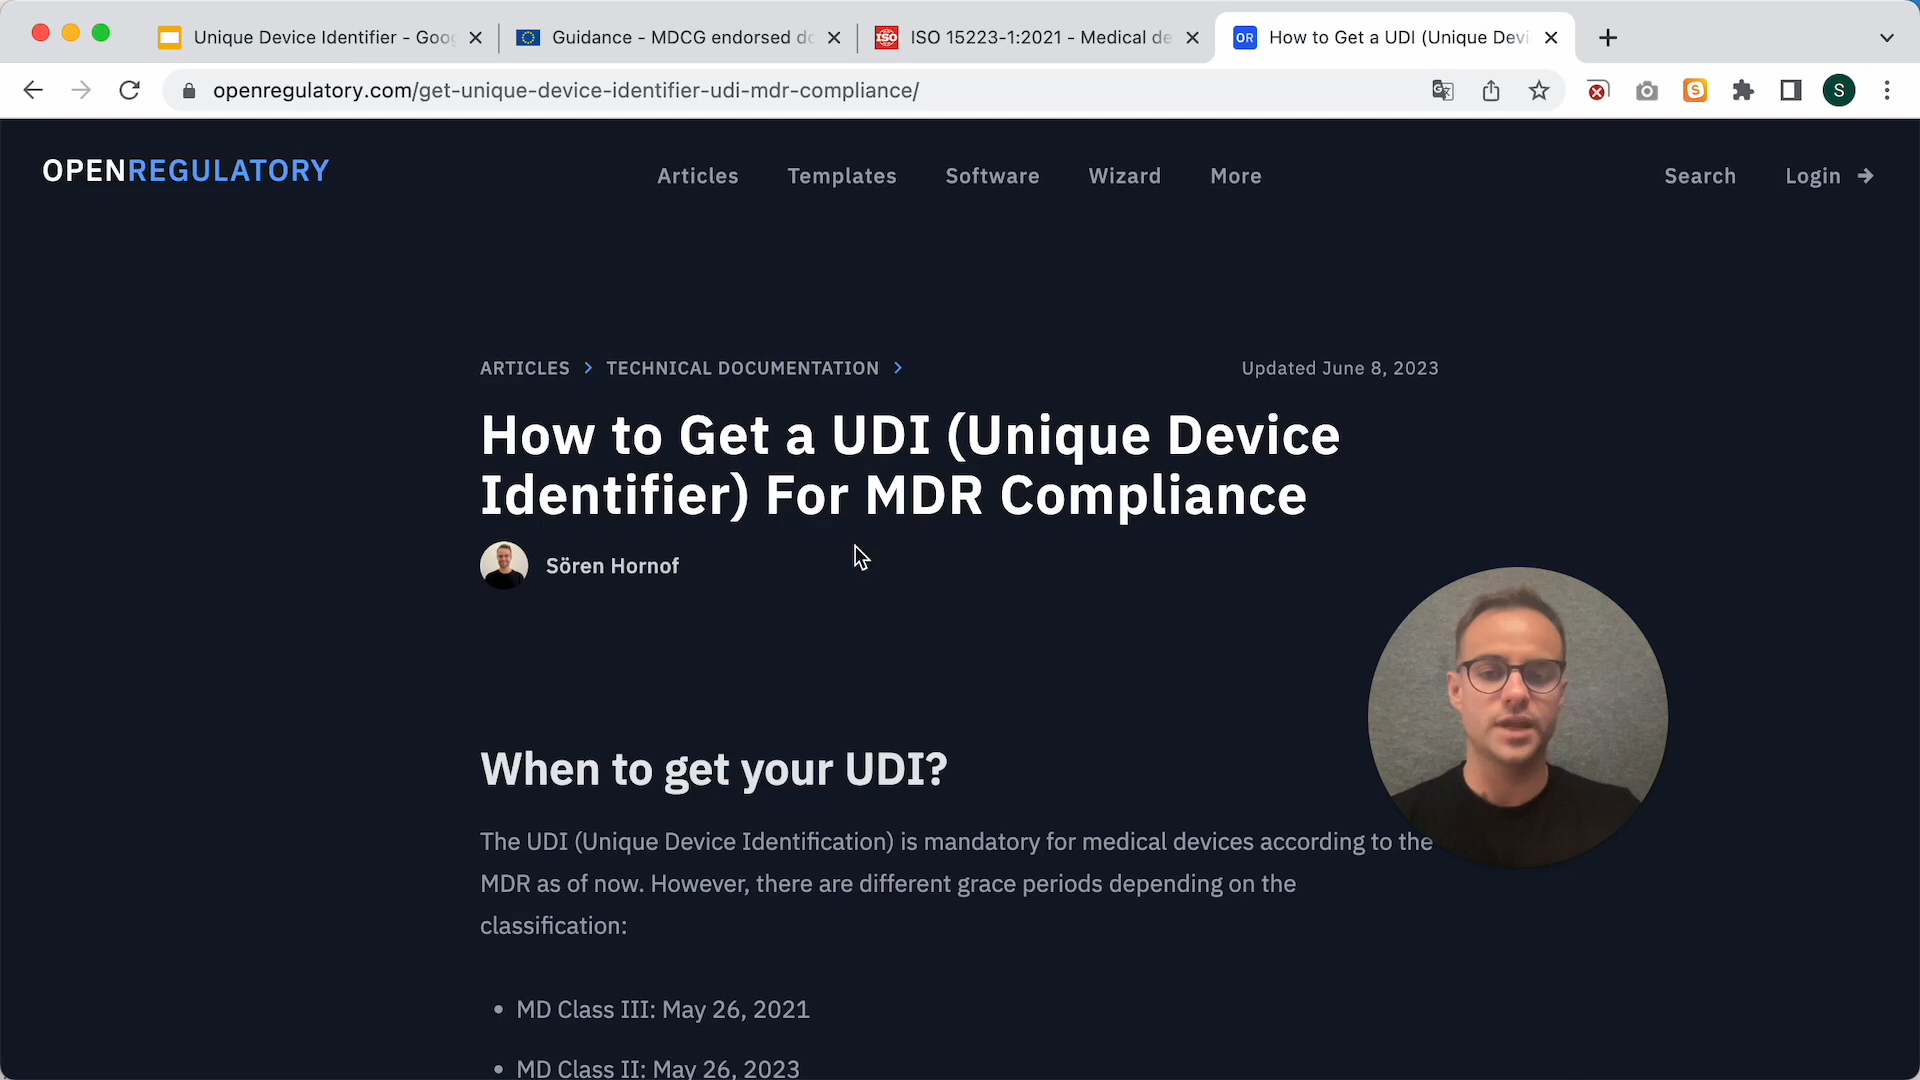 Unique Device Identifier - Goo
Guidance - MDCG endorsed do
ISO
ISO 15223-1:2021 - Medical de
OR
How to Get a UDI (Unique Devi
openregulatory.com/get-unique-device-identifier-udi-mdr-compliance/
S
S
OPENREGULATORY
Articles
Templates
Software
Wizard
More
Search
Login →
ARTICLES > TECHNICAL DOCUMENTATION >
Updated June 8, 2023
How to Get a UDI (Unique Device
Identifier) For MDR Compliance
Sören Hornof
When to get your UDI?
The UDI (Unique Device Identification) is mandatory for medical devices according to the
MDR as of now. However, there are different grace periods depending on the
classification:
• MD Class III: May 26, 2021
• MD Class II: May 26, 2023